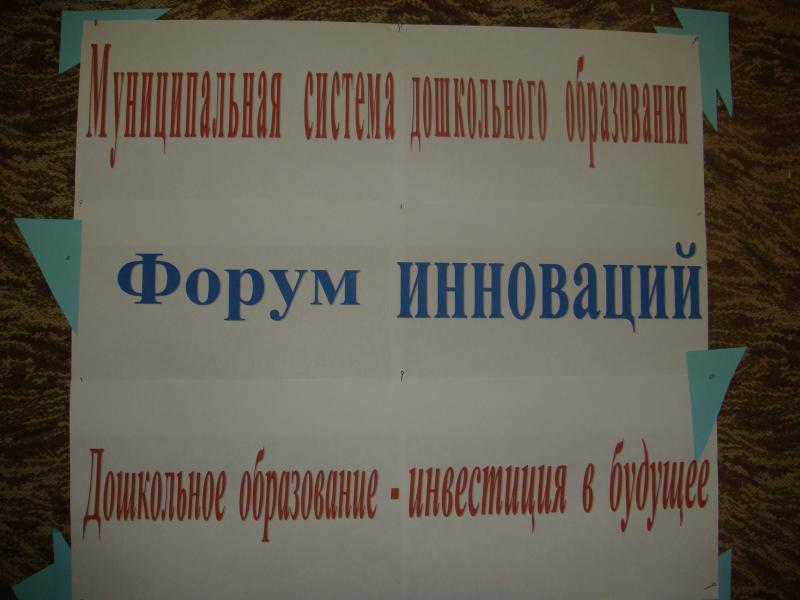 Муниципальная система дошкольного образования
Форум инноваций
Дошкольное образование - инвестиция в будущее